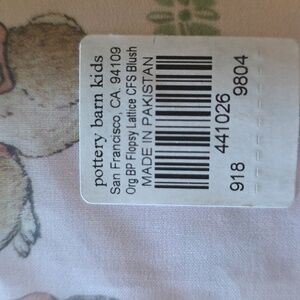 pottery barn kids
San Francisco, CA. 94109
Org BP Flopsy Lattice CFS Blush
MADE IN PAKISTAN
441026 9804
918